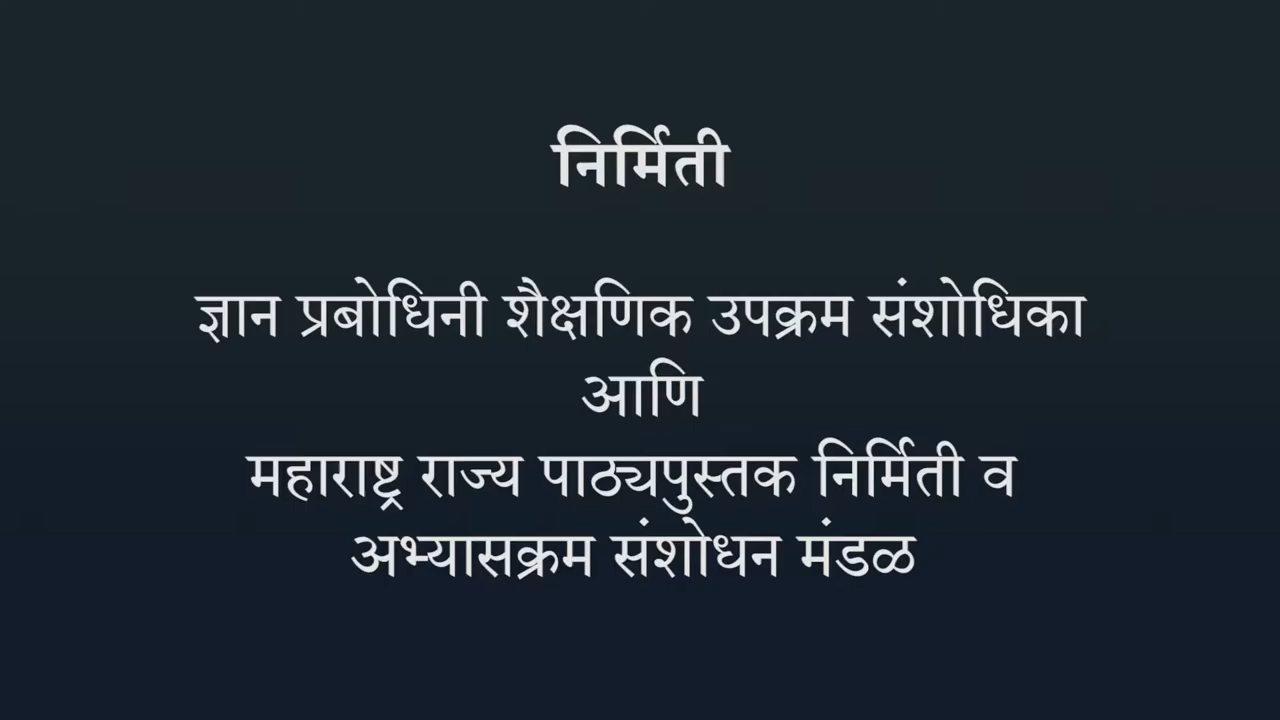 निर्मिती
ज्ञान प्रबोधिनी शैक्षणिक उपक्रम संशोधिका
आणि
महाराष्ट्र राज्य पाठ्यपुस्तक निर्मिती व
अभ्यासक्रम संशोधन मंडळ